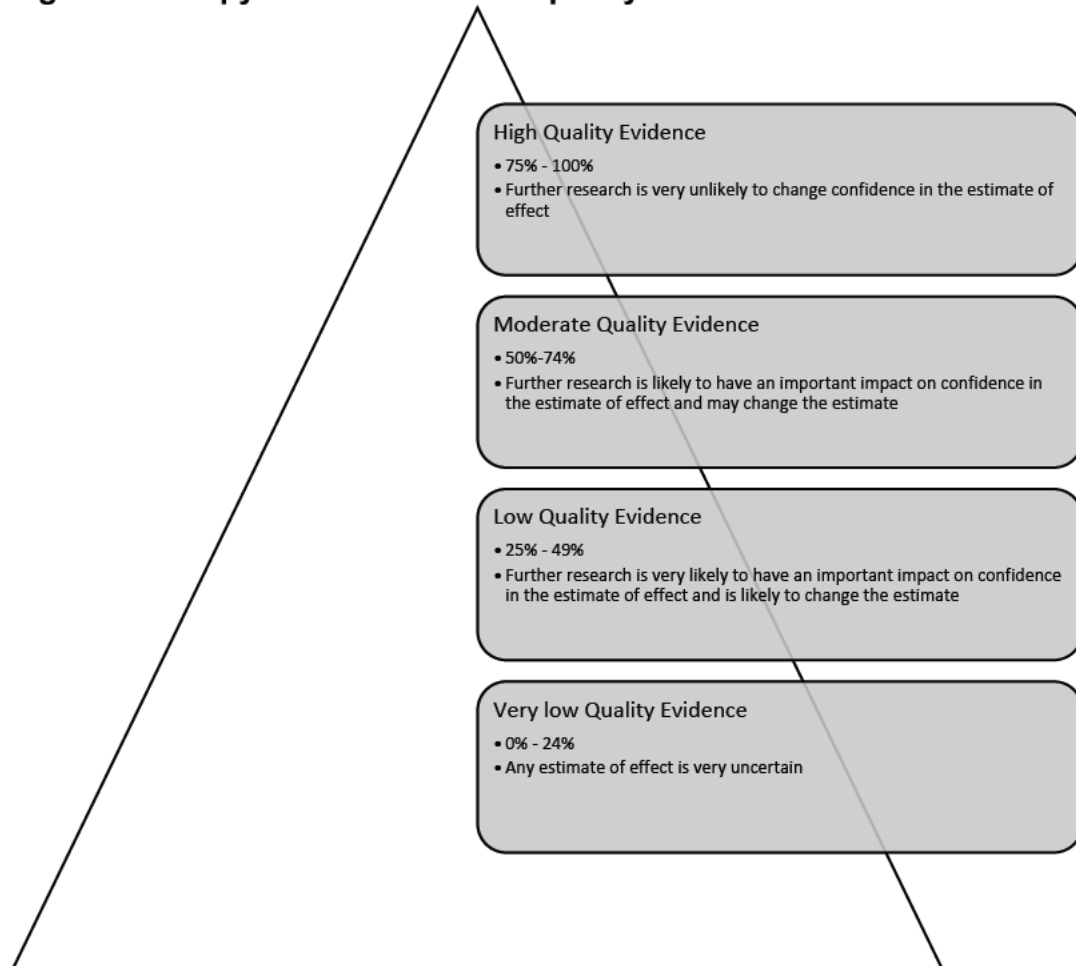 High Quality Evidence
• 75% - 100%
• Further research is very unlikely to change confidence in the estimate of
effect
Moderate Quality Evidence
• 50%-74%
• Further research is likely to have an important impact on confidence in
the estimate of effect and may change the estimate
Low Quality Evidence
• 25% - 49%
• Further research is very likely to have an important impact on confidence
in the estimate of effect and is likely to change the estimate
Very low Quality Evidence
• 0% - 24%
• Any estimate of effect is very uncertain